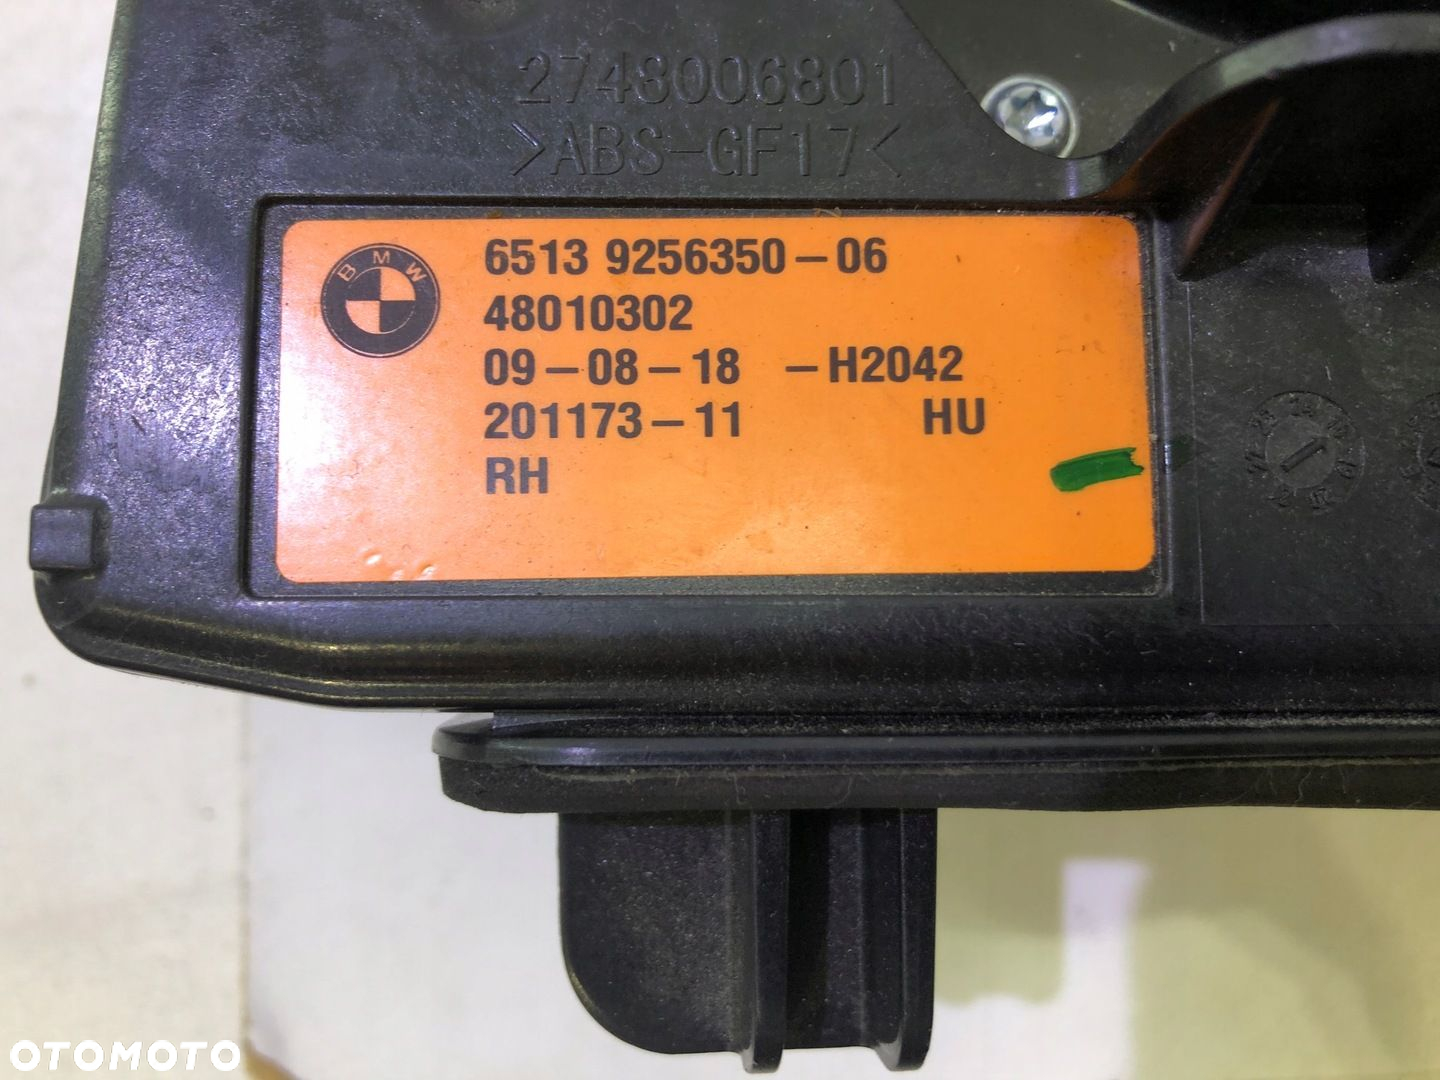 2748006801
>ABS-GF17<
BMW
6513 9256350-06
48010302
09-08-18 -H2042
201173-11 HU
RH
OTOMOTO